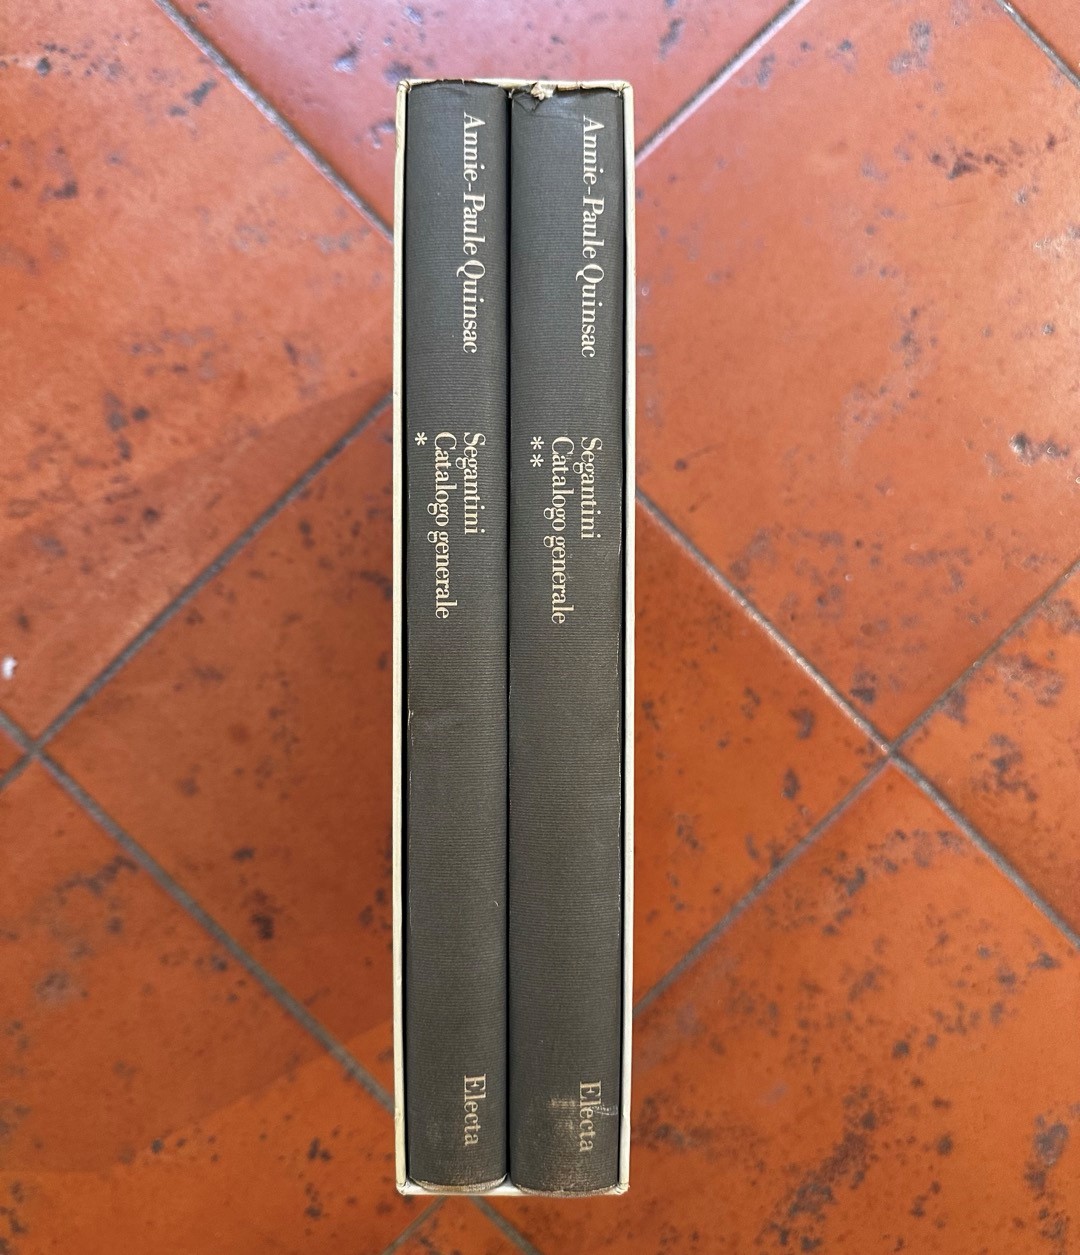 Annie-Paule Quinsac
Segantini
Catalogo generale
*
Electa
Annie-Paule Quinsac
Segantini
Catalogo generale
**
Electa